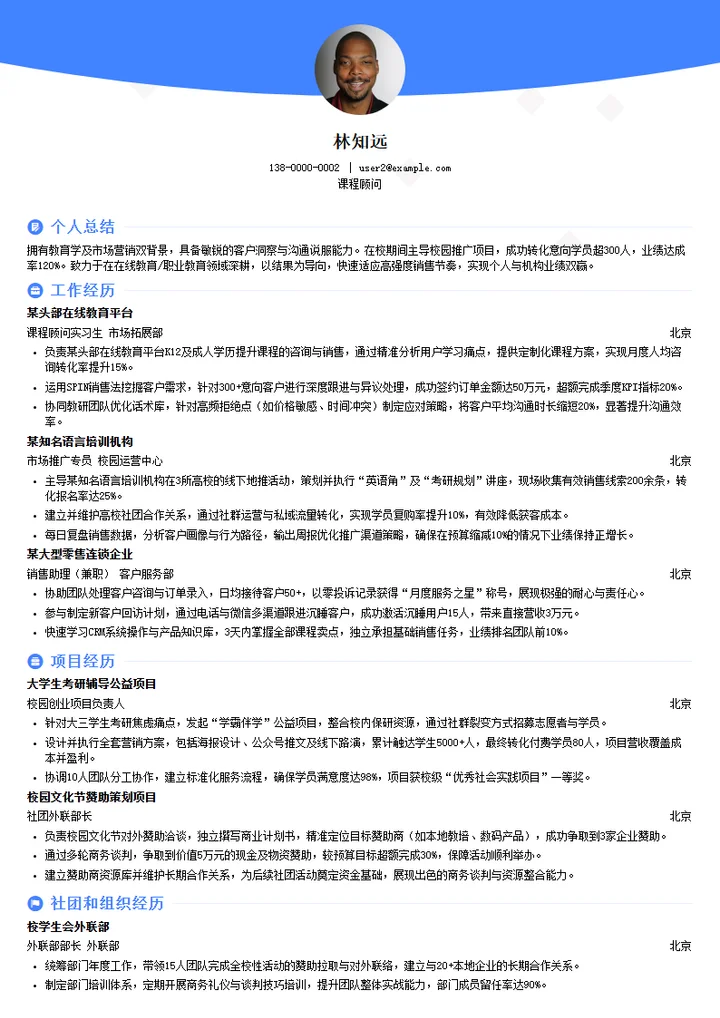 林知远
138-0000-0002 | user2@example.com
课程顾问
个人总结
拥有教育学及市场营销双背景，具备敏锐的客户洞察与沟通说服能力。在校期间主导校园推广项目，成功转化意向学员超300人，业绩达成
率120%。致力于在在线教育/职业教育领域深耕，以结果为导向，快速适应高强度销售节奏，实现个人与机构业绩双赢。
工作经历
某头部在线教育平台
课程顾问实习生 市场拓展部 北京
• 负责某头部在线教育平台K12及成人学历提升课程的咨询与销售，通过精准分析用户学习痛点，提供定制化课程方案，实现月度人均咨
询转化率提升15%。
• 运用SPIN销售法挖掘客户需求，针对300+意向客户进行深度跟进与异议处理，成功签约订单金额达50万元，超额完成季度KPI指标20%。
• 协同教研团队优化话术库，针对高频拒绝点（如价格敏感、时间冲突）制定应对策略，将客户平均沟通时长缩短20%，显著提升沟通效
率。
某知名语言培训机构
市场推广专员 校园运营中心 北京
• 主导某知名语言培训机构在3所高校的线下地推活动，策划并执行“英语角”及“考研规划”讲座，现场收集有效销售线索200余条，转
化报名率达25%。
• 建立并维护高校社团合作关系，通过社群运营与私域流量转化，实现学员复购率提升10%，有效降低获客成本。
• 每日复盘销售数据，分析客户画像与行为路径，输出周报优化推广渠道策略，确保在预算缩减10%的情况下业绩保持正增长。
某大型零售连锁企业
销售助理（兼职） 客户服务部 北京
• 协助团队处理客户咨询与订单录入，日均接待客户50+，以零投诉记录获得“月度服务之星”称号，展现极强的耐心与责任心。
• 参与制定新客户回访计划，通过电话与微信多渠道跟进沉睡客户，成功激活沉睡用户15人，带来直接营收3万元。
• 快速学习CRM系统操作与产品知识库，3天内掌握全部课程卖点，独立承担基础销售任务，业绩排名团队前10%。
项目经历
大学生考研辅导公益项目
校园创业项目负责人 北京
• 针对大三学生考研焦虑痛点，发起“学霸伴学”公益项目，整合校内保研资源，通过社群裂变方式招募志愿者与学员。
• 设计并执行全套营销方案，包括海报设计、公众号推文及线下路演，累计触达学生5000+人，最终转化付费学员80人，项目营收覆盖成
本并盈利。
• 协调10人团队分工协作，建立标准化服务流程，确保学员满意度达98%，项目获校级“优秀社会实践项目”一等奖。
校园文化节赞助策划项目
社团外联部长 北京
• 负责校园文化节对外赞助洽谈，独立撰写商业计划书，精准定位目标赞助商（如本地教培、数码产品），成功争取到3家企业赞助。
• 通过多轮商务谈判，争取到价值5万元的现金及物资赞助，较预算目标超额完成30%，保障活动顺利举办。
• 建立赞助商资源库并维护长期合作关系，为后续社团活动奠定资金基础，展现出色的商务谈判与资源整合能力。
社团和组织经历
校学生会外联部
外联部部长 外联部 北京
• 统筹部门年度工作，带领15人团队完成全校性活动的赞助拉取与对外联络，建立与20+本地企业的长期合作关系。
• 制定部门培训体系，定期开展商务礼仪与谈判技巧培训，提升团队整体实战能力，部门成员留任率达90%。